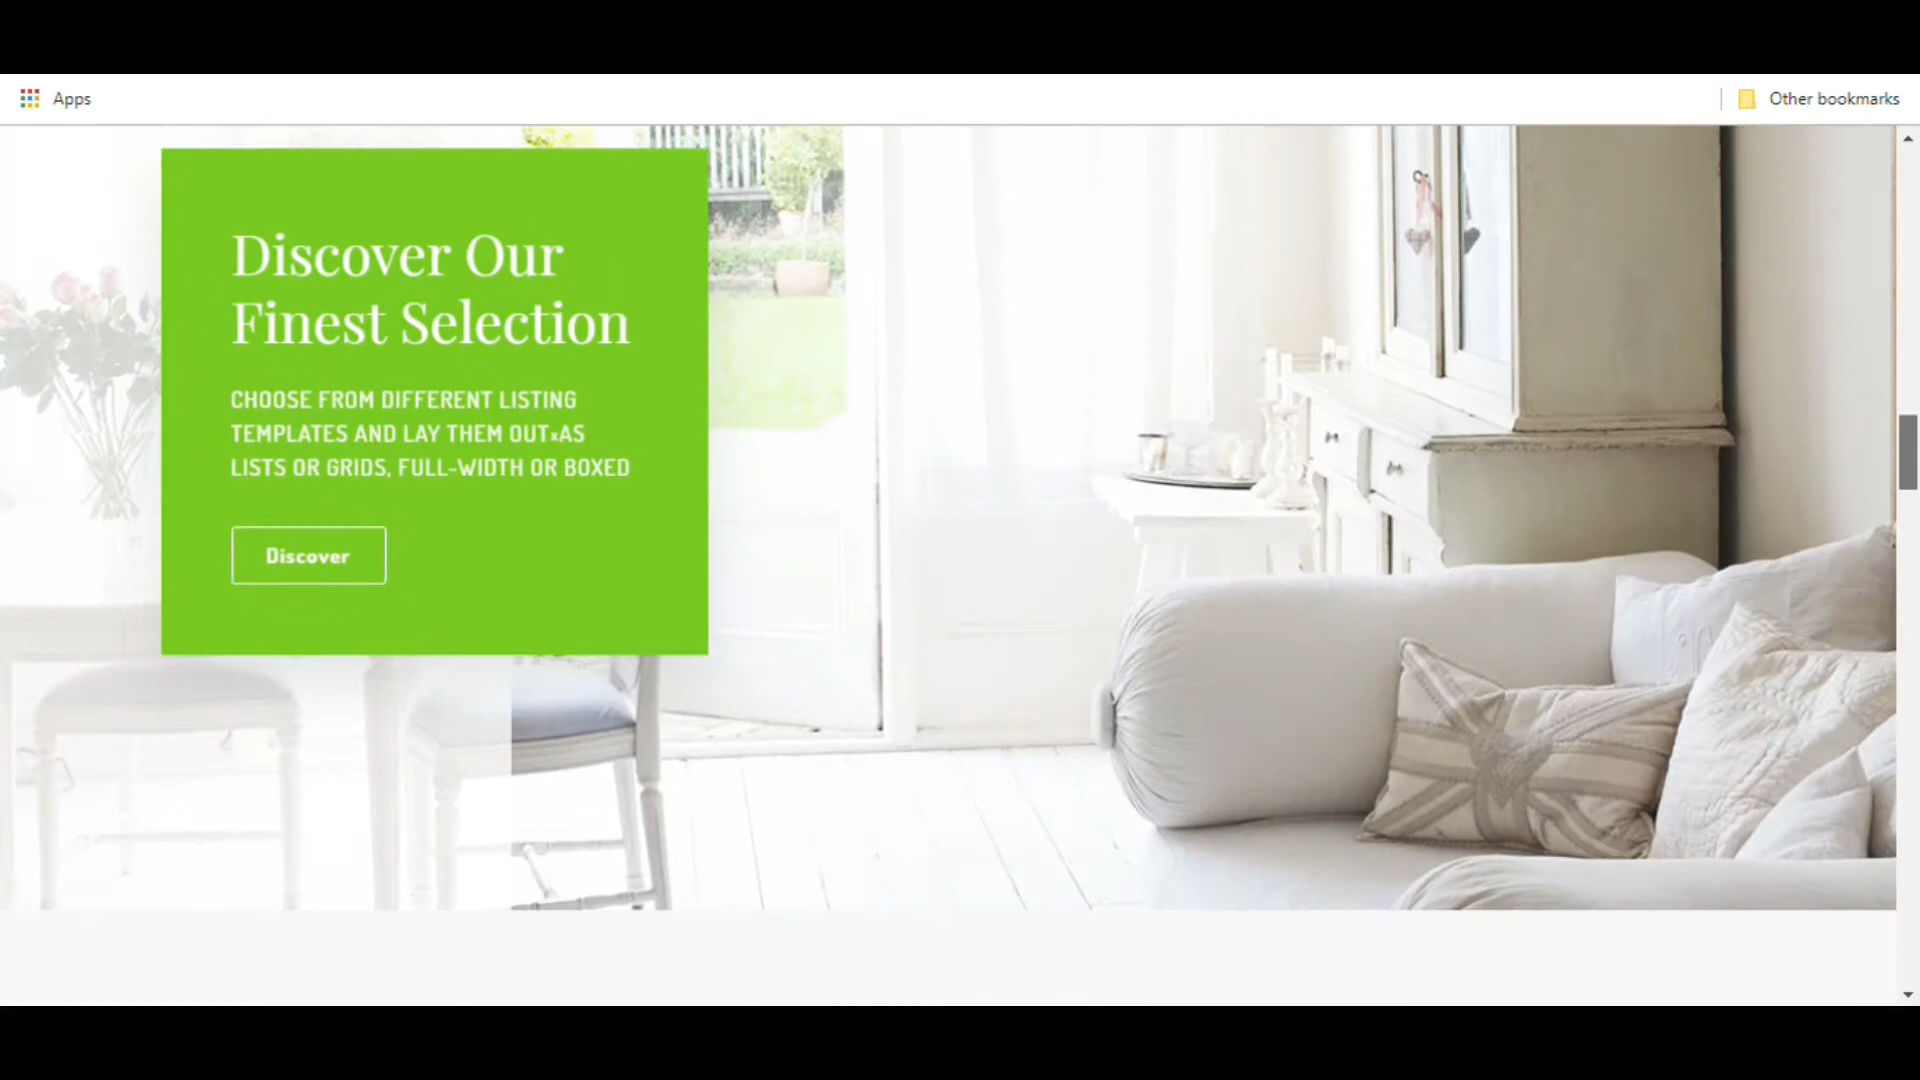 Apps
Other bookmarks
Discover Our
Finest Selection
CHOOSE FROM DIFFERENT LISTING
TEMPLATES AND LAY THEM OUT×AS
LISTS OR GRIDS, FULL-WIDTH OR BOXED
Discover